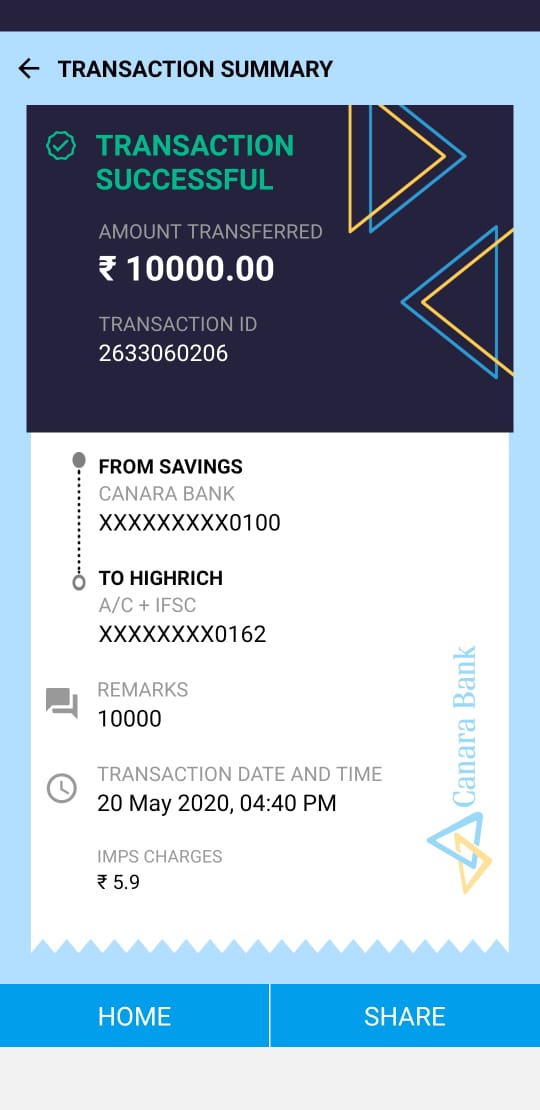 TRANSACTION SUMMARY
TRANSACTION
SUCCESSFUL
AMOUNT TRANSFERRED
₹ 10000.00
TRANSACTION ID
2633060206
FROM SAVINGS
CANARA BANK
XXXXXXXXX0100
TO HIGHRICH
A/C + IFSC
XXXXXXXX0162
REMARKS
10000
TRANSACTION DATE AND TIME
20 May 2020, 04:40 PM
IMPS CHARGES
₹ 5.9
Canara Bank
HOME
SHARE